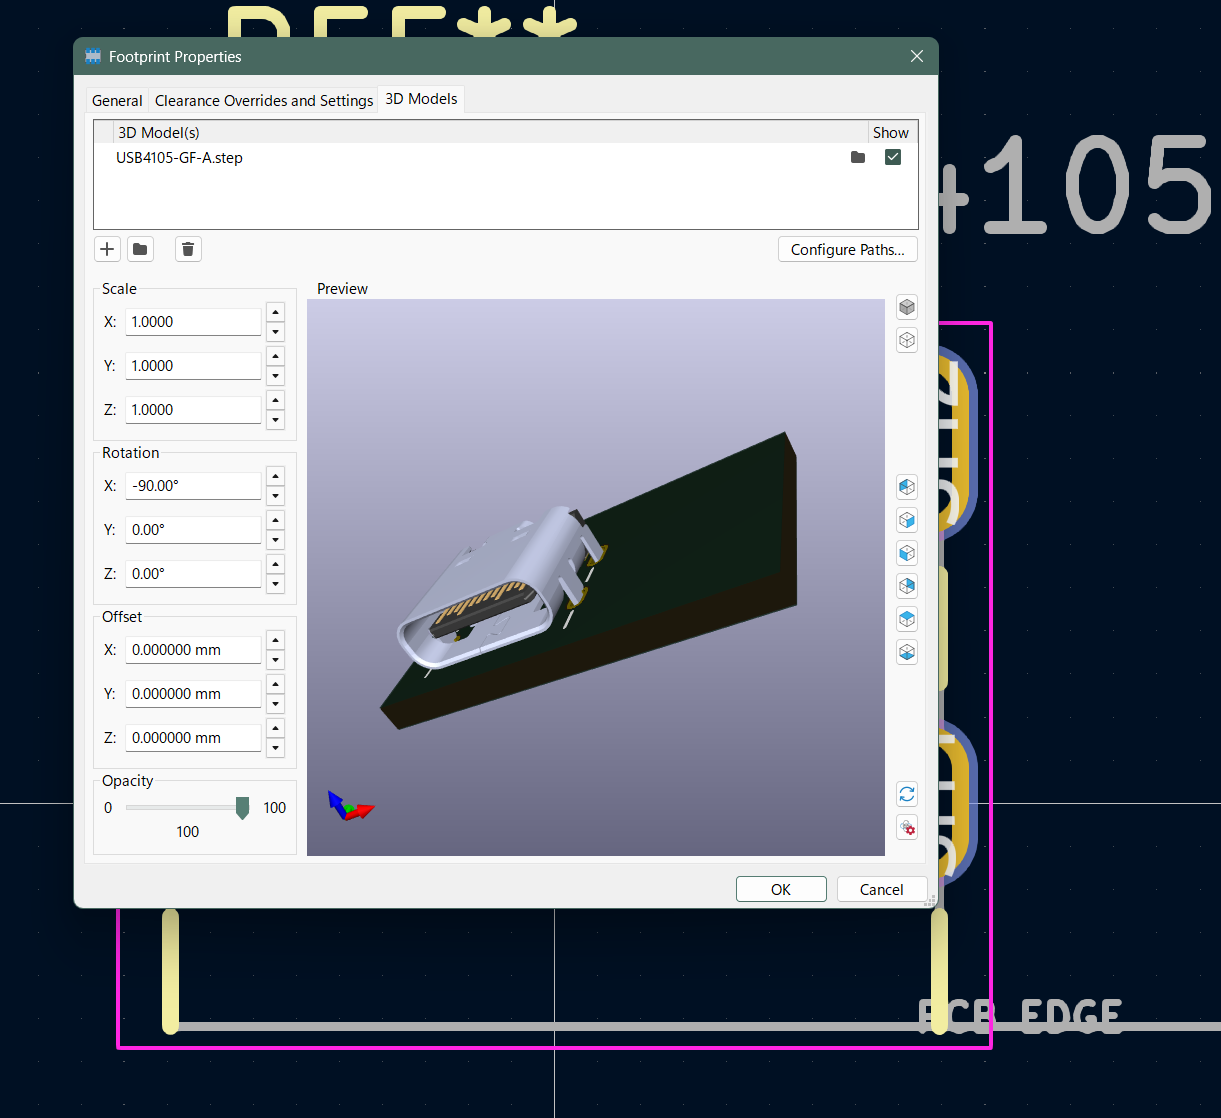 REF**
Footprint Properties
General
Clearance Overrides and Settings
3D Models
3D Model(s)
Show
USB4105-GF-A.step
4105
Configure Paths...
Scale
Preview
X:
1.0000
Y:
1.0000
Z:
1.0000
Rotation
X:
-90.00°
Y:
0.00°
Z:
0.00°
Offset
X:
0.000000 mm
Y:
0.000000 mm
Z:
0.000000 mm
Opacity
0
100
100
OK
Cancel
PCB EDGE